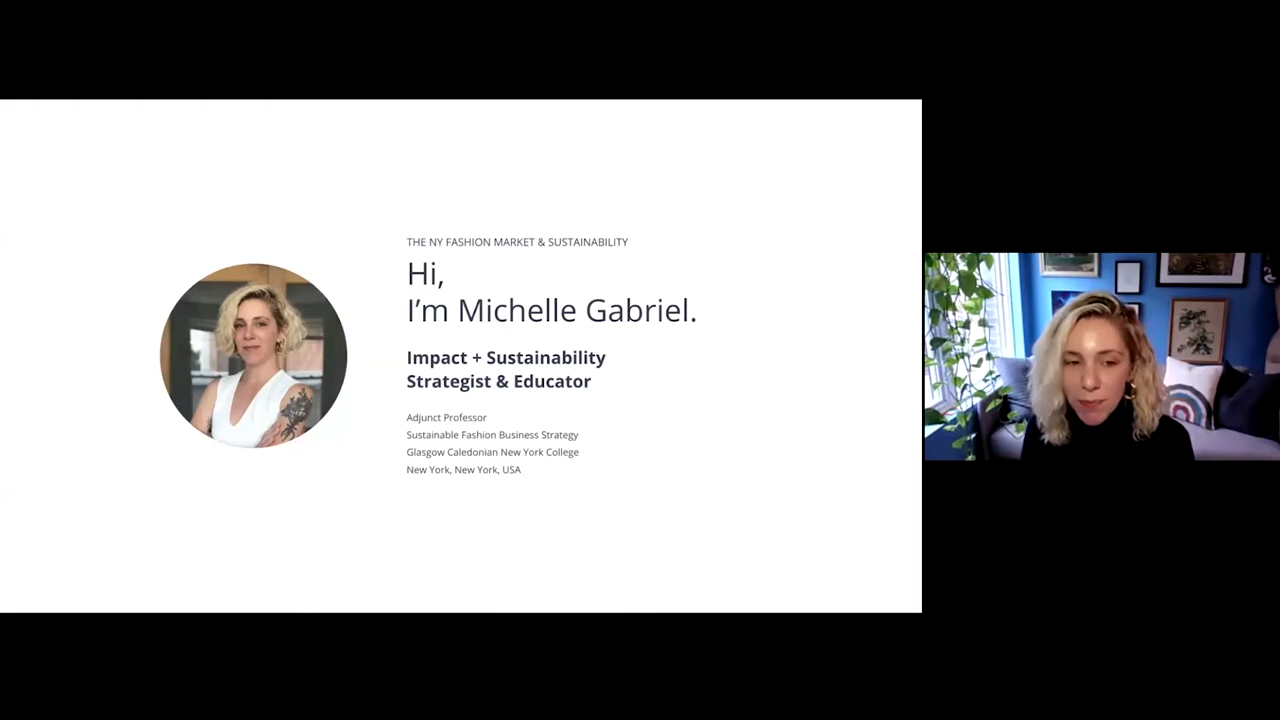 THE NY FASHION MARKET & SUSTAINABILITY
Hi,
I’m Michelle Gabriel.
Impact + Sustainability
Strategist & Educator
Adjunct Professor
Sustainable Fashion Business Strategy
Glasgow Caledonian New York College
New York, New York, USA